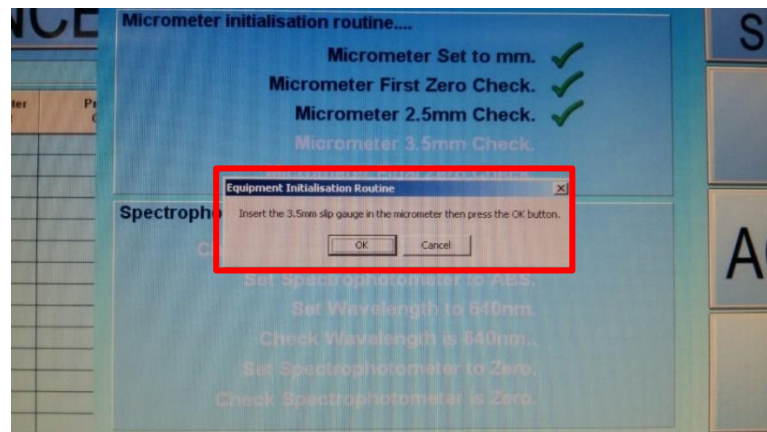 Micrometer initialisation routine....
Micrometer Set to mm.
Micrometer First Zero Check.
Micrometer 2.5mm Check.
Micrometer 3.5mm Check.
Equipment Initialisation Routine
Insert the 3.5mm slip gauge in the micrometer then press the OK button.
OK
Cancel
Set Spectrophotometer to ABS.
Set Wavelength to 640nm.
Check Wavelength is 640nm..
Set Spectrophotometer to Zero.
Check Spectrophotometer is Zero.